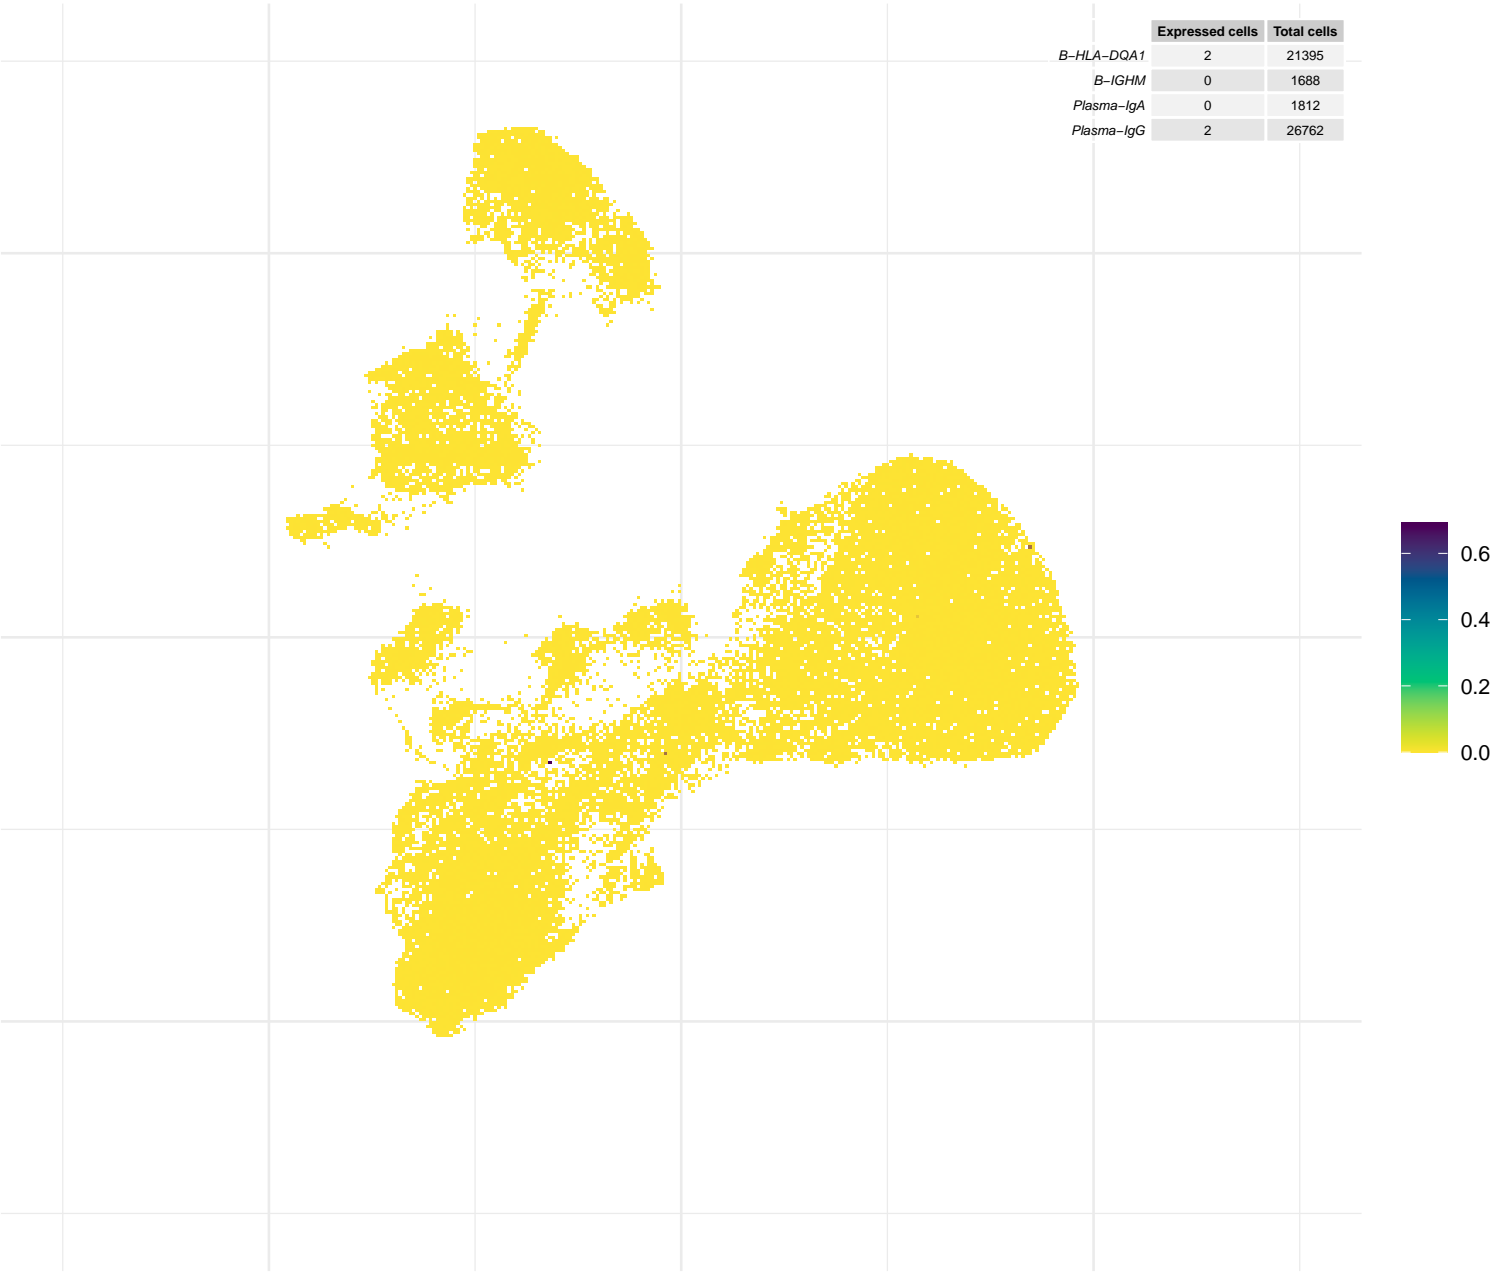 Expressed cells Total cells
B−HLA−DQA1 2 21395
B−IGHM 0 1688
Plasma−IgA 0 1812
Plasma−IgG 2 26762
0.6
0.4
0.2
0.0